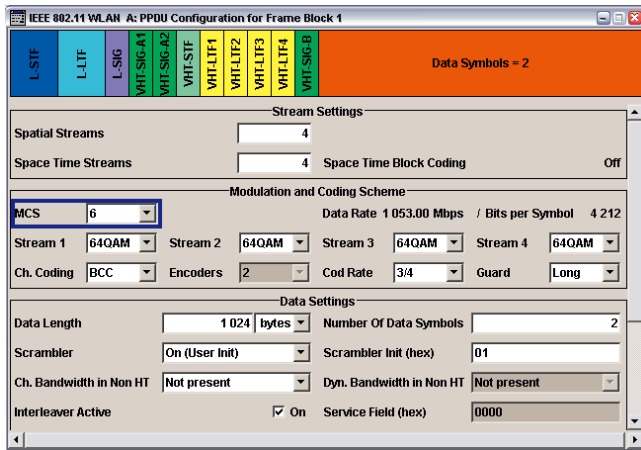 IEEE 802.11 WLAN A: PPDU Configuration for Frame Block 1
L-STF L-LTF L-SIG VHT-SIG-A1 VHT-SIG-A2 VHT-STF VHT-LTF1 VHT-LTF2 VHT-LTF3 VHT-LTF4 VHT-SIG-B Data Symbols = 2
Stream Settings
Spatial Streams 4
Space Time Streams 4 Space Time Block Coding Off
Modulation and Coding Scheme
MCS 6 Data Rate 1 053.00 Mbps / Bits per Symbol 4 212
Stream 1 64QAM Stream 2 64QAM Stream 3 64QAM Stream 4 64QAM
Ch. Coding BCC Encoders 2 Cod Rate 3/4 Guard Long
Data Settings
Data Length 1 024 bytes Number Of Data Symbols 2
Scrambler On (User Init) Scrambler Init (hex) 01
Ch. Bandwidth in Non HT Not present Dyn. Bandwidth in Non HT Not present
Interleaver Active On Service Field (hex) 0000